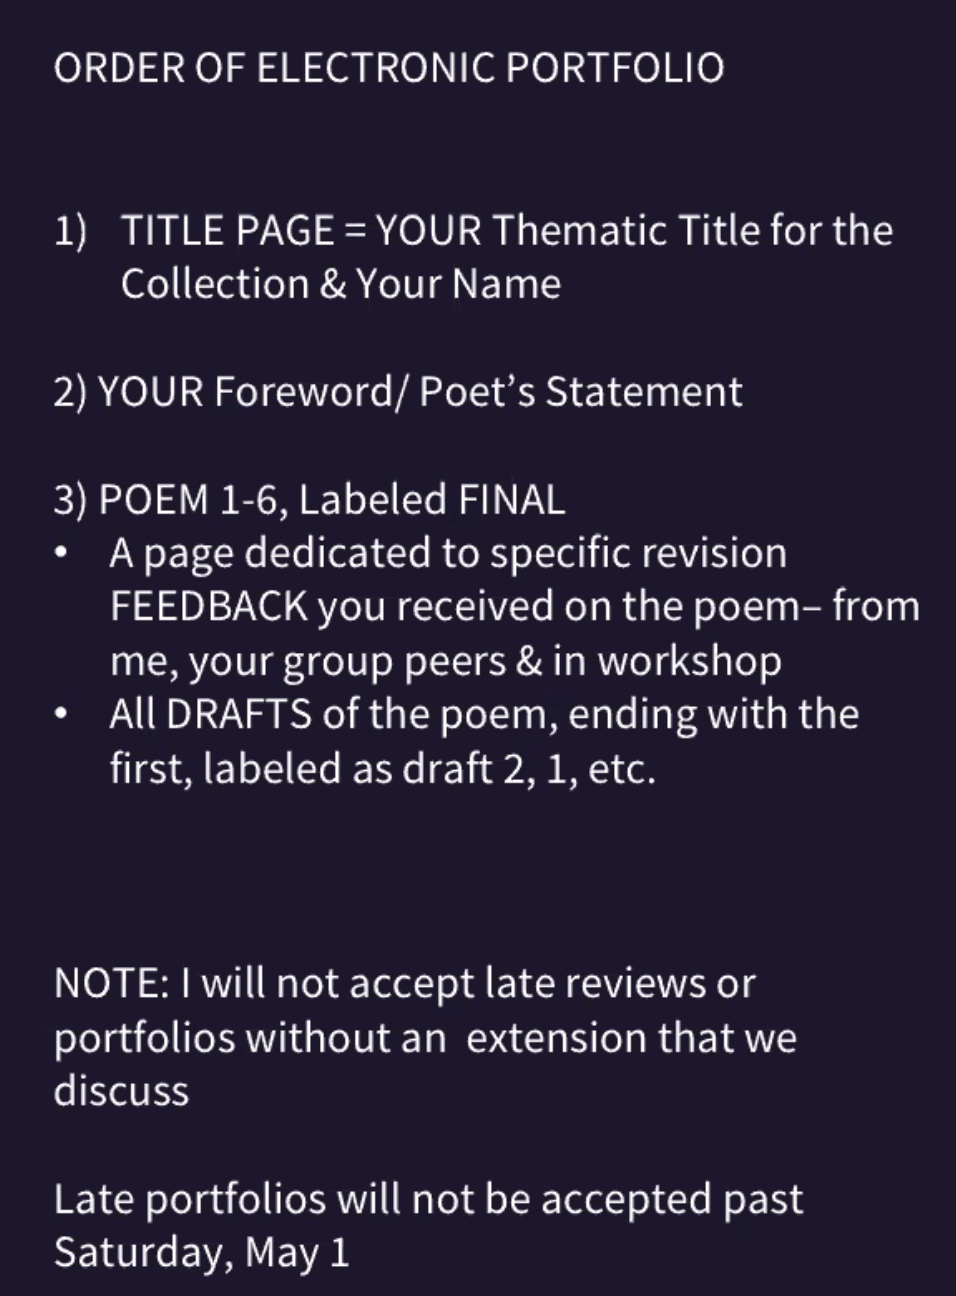 ORDER OF ELECTRONIC PORTFOLIO
1) TITLE PAGE = YOUR Thematic Title for the
Collection & Your Name
2) YOUR Foreword/ Poet’s Statement
3) POEM 1-6, Labeled FINAL
• A page dedicated to specific revision
FEEDBACK you received on the poem– from
me, your group peers & in workshop
• All DRAFTS of the poem, ending with the
first, labeled as draft 2, 1, etc.
NOTE: I will not accept late reviews or
portfolios without an  extension that we
discuss
Late portfolios will not be accepted past
Saturday, May 1